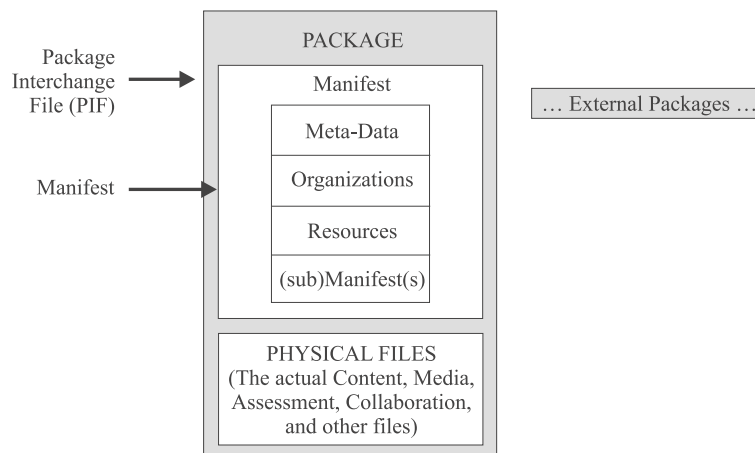 PACKAGE
Package
Interchange
File (PIF)
Manifest
Manifest
Meta-Data
Organizations
Resources
(sub)Manifest(s)
PHYSICAL FILES
(The actual Content, Media,
Assessment, Collaboration,
and other files)
… External Packages …